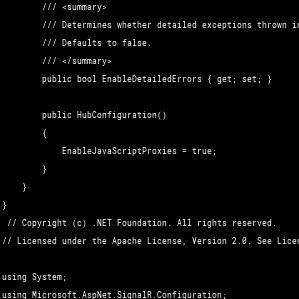 /// <summary>
/// Determines whether detailed exceptions thrown in
/// Defaults to false.
/// </summary>
public bool EnableDetailedErrors { get; set; }
public HubConfiguration()
{
EnableJavaScriptProxies = true;
}
}
}
// Copyright (c) .NET Foundation. All rights reserved.
// Licensed under the Apache License, Version 2.0. See Licen
using System;
using Microsoft.AspNet.SignalR.Configuration;